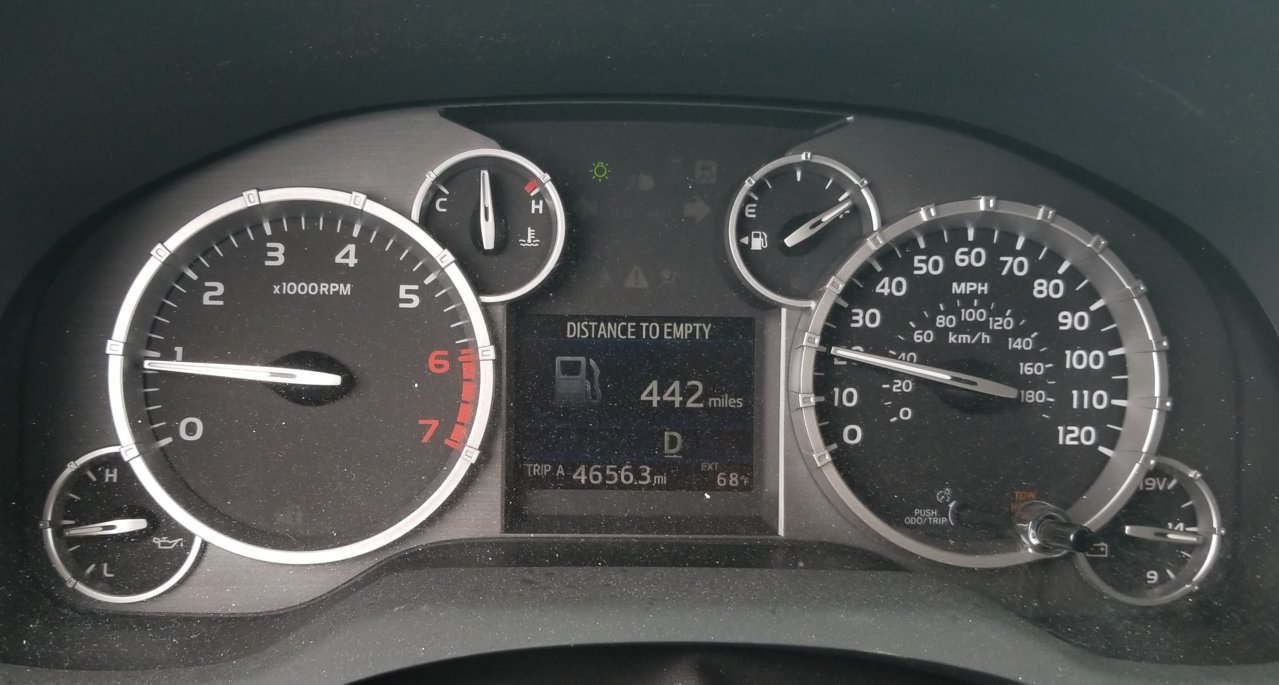 C
H
E
3
4
x1000RPM
2
5
1
6
0
7
H
L
DISTANCE TO EMPTY
442 miles
D
TRIP A 4656.3 mi
EXT 68°F
60
50
70
40
MPH
80
30
90
100
10
110
0
120
100
80
120
60
km/h
140
40
160
20
180
0
PUSH
ODO/TRIP
TOW
19V
14
9